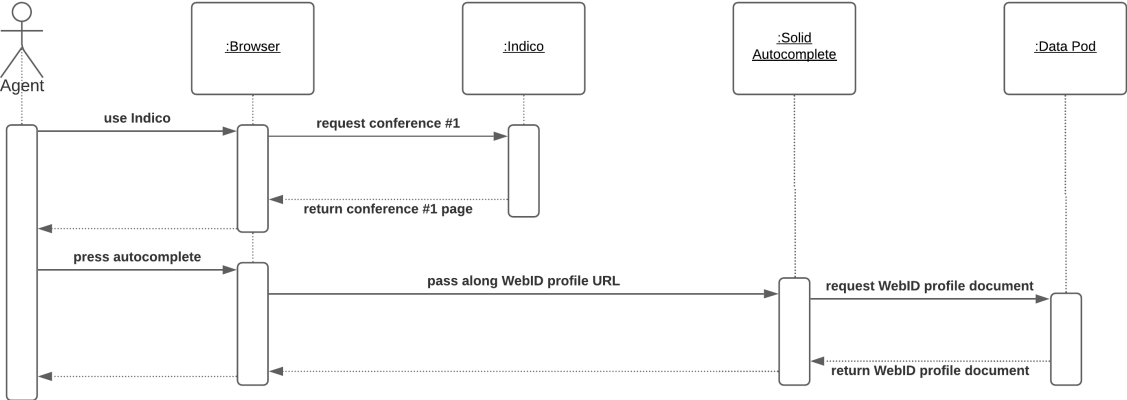 Agent
:Browser
:Indico
:Solid
Autocomplete
:Data Pod
use Indico
request conference #1
return conference #1 page
press autocomplete
pass along WebID profile URL
request WebID profile document
return WebID profile document